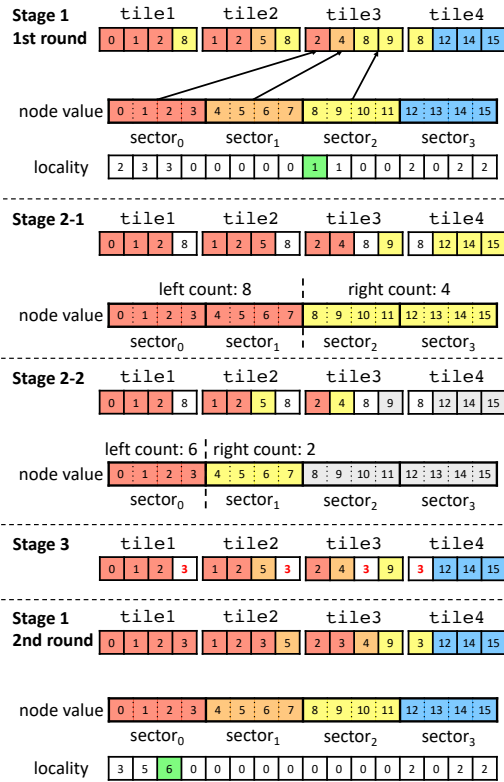 Stage 1
1st round
tile1 tile2 tile3 tile4
0 1 2 8 1 2 5 8 2 4 8 9 8 12 14 15
node value 0 1 2 3 4 5 6 7 8 9 10 11 12 13 14 15
sector0 sector1 sector2 sector3
locality 2 3 3 0 0 0 0 0 1 1 0 0 2 0 2 2
Stage 2-1
tile1 tile2 tile3 tile4
0 1 2 8 1 2 5 8 2 4 8 9 8 12 14 15
left count: 8 right count: 4
node value 0 1 2 3 4 5 6 7 8 9 10 11 12 13 14 15
sector0 sector1 sector2 sector3
Stage 2-2
tile1 tile2 tile3 tile4
0 1 2 8 1 2 5 8 2 4 8 9 8 12 14 15
left count: 6 right count: 2
node value 0 1 2 3 4 5 6 7 8 9 10 11 12 13 14 15
sector0 sector1 sector2 sector3
Stage 3
tile1 tile2 tile3 tile4
0 1 2 3 1 2 5 3 2 4 3 9 3 12 14 15
Stage 1
2nd round
tile1 tile2 tile3 tile4
0 1 2 3 1 2 3 5 2 3 4 9 3 12 14 15
node value 0 1 2 3 4 5 6 7 8 9 10 11 12 13 14 15
sector0 sector1 sector2 sector3
locality 3 5 6 0 0 0 0 0 0 0 0 0 2 0 2 2